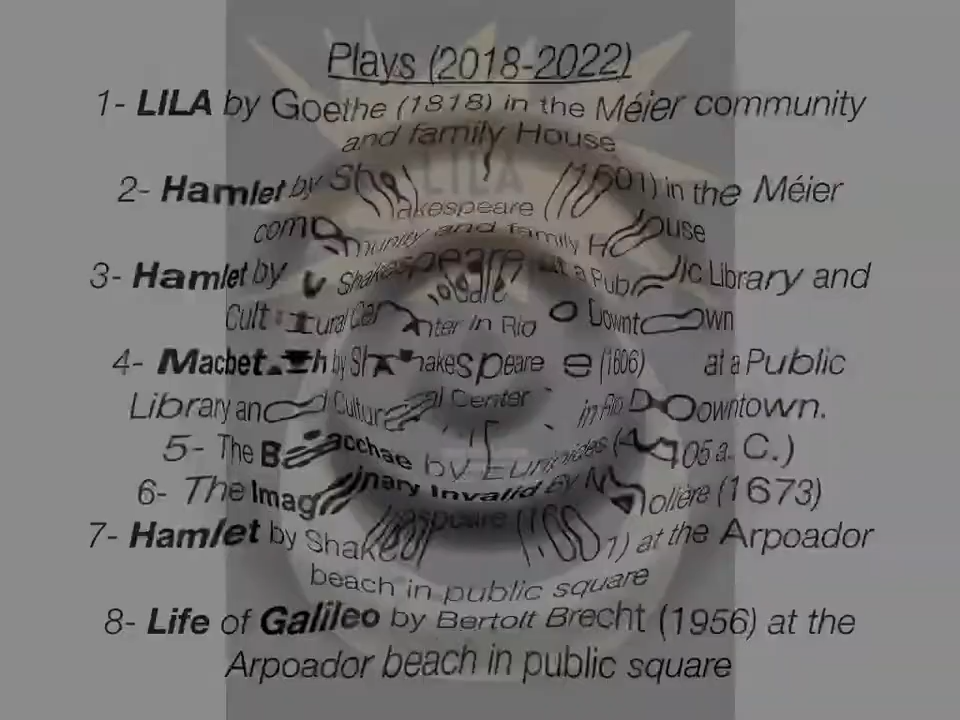 Plays (2018-2022)
1- LILA by Goethe (1818) in the Méier community
and family House
LILA
2- Hamlet by Shakespeare (1601) in the Méier
community and family House
3- Hamlet by Shakespeare at a Public Library and
Cultural Center in Rio Downtown
4- Macbeth by Shakespeare (1606) at a Public
Library and Cultural Center in Rio Downtown.
5- The Bacchae by Euripides (405 a. C.)
6- The Imaginary Invalid By Molière (1673)
7- Hamlet by Shakespeare (1601) at the Arpoador
beach in public square
8- Life of Galileo by Bertolt Brecht (1956) at the
Arpoador beach in public square